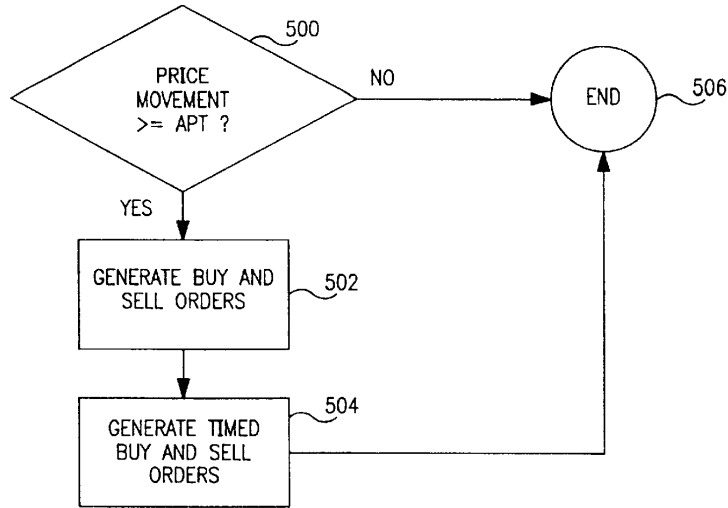 500
PRICE
MOVEMENT
>= APT ?
NO
END
506
YES
GENERATE BUY AND
SELL ORDERS
502
504
GENERATE TIMED
BUY AND SELL
ORDERS